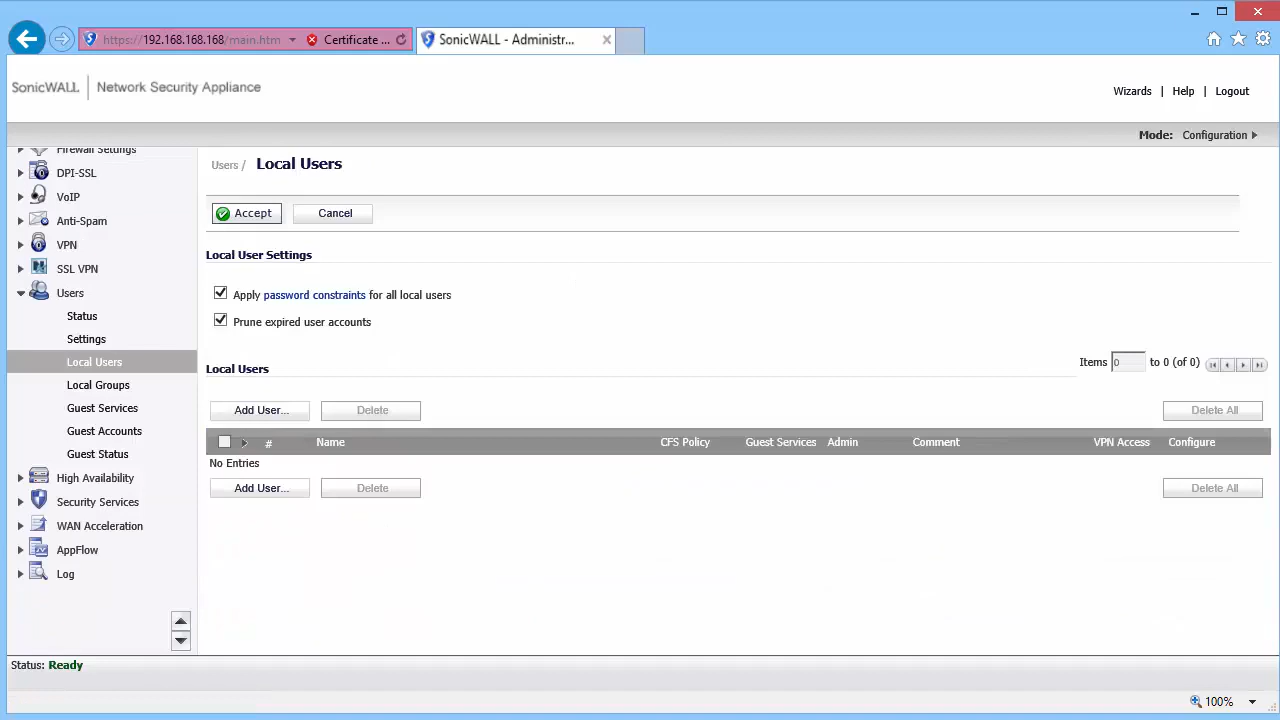 https://192.168.168.168/main.htm Certificate ... SonicWALL - Administr...
SonicWALL | Network Security Appliance
Wizards | Help | Logout
Mode: Configuration
Firewall Settings
DPI-SSL
VoIP
Anti-Spam
VPN
SSL VPN
Users
Status
Settings
Local Users
Local Groups
Guest Services
Guest Accounts
Guest Status
High Availability
Security Services
WAN Acceleration
AppFlow
Log
Users / Local Users
Accept Cancel
Local User Settings
Apply password constraints for all local users
Prune expired user accounts
Local Users Items 0 to 0 (of 0)
Add User... Delete Delete All
# Name CFS Policy Guest Services Admin Comment VPN Access Configure
No Entries
Add User... Delete Delete All
Status: Ready
100%